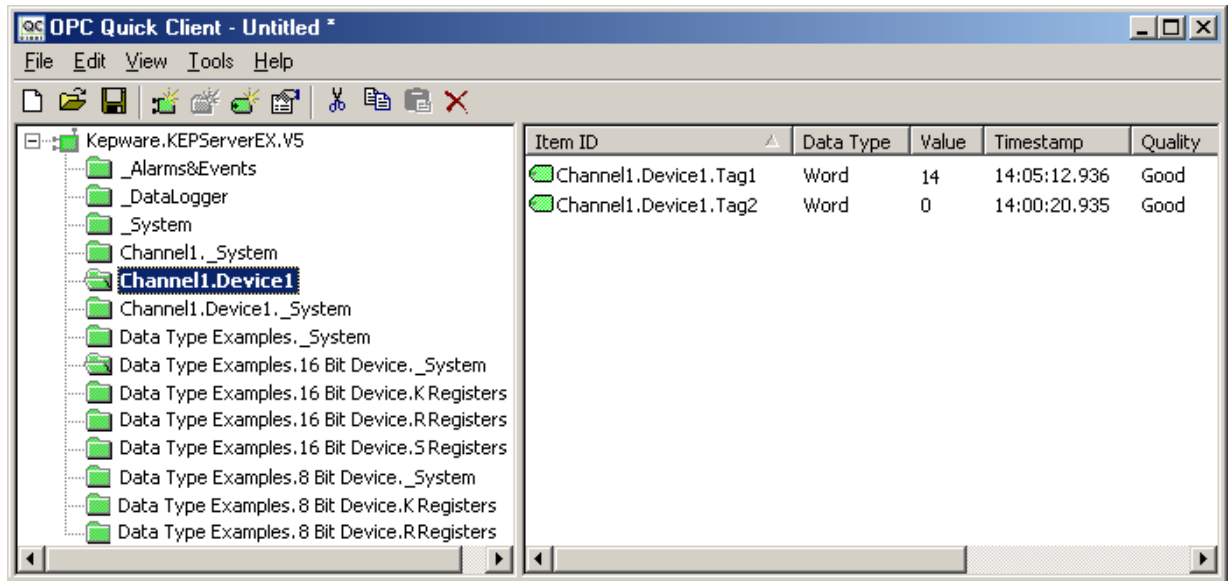 OPC Quick Client - Untitled *
File Edit View Tools Help
Kepware.KEPServerEX.V5
_Alarms&Events
_DataLogger
_System
Channel1._System
Channel1.Device1
Channel1.Device1._System
Data Type Examples._System
Data Type Examples.16 Bit Device._System
Data Type Examples.16 Bit Device.K Registers
Data Type Examples.16 Bit Device.R Registers
Data Type Examples.16 Bit Device.S Registers
Data Type Examples.8 Bit Device._System
Data Type Examples.8 Bit Device.K Registers
Data Type Examples.8 Bit Device.R Registers
Item ID Data Type Value Timestamp Quality
Channel1.Device1.Tag1 Word 14 14:05:12.936 Good
Channel1.Device1.Tag2 Word 0 14:00:20.935 Good